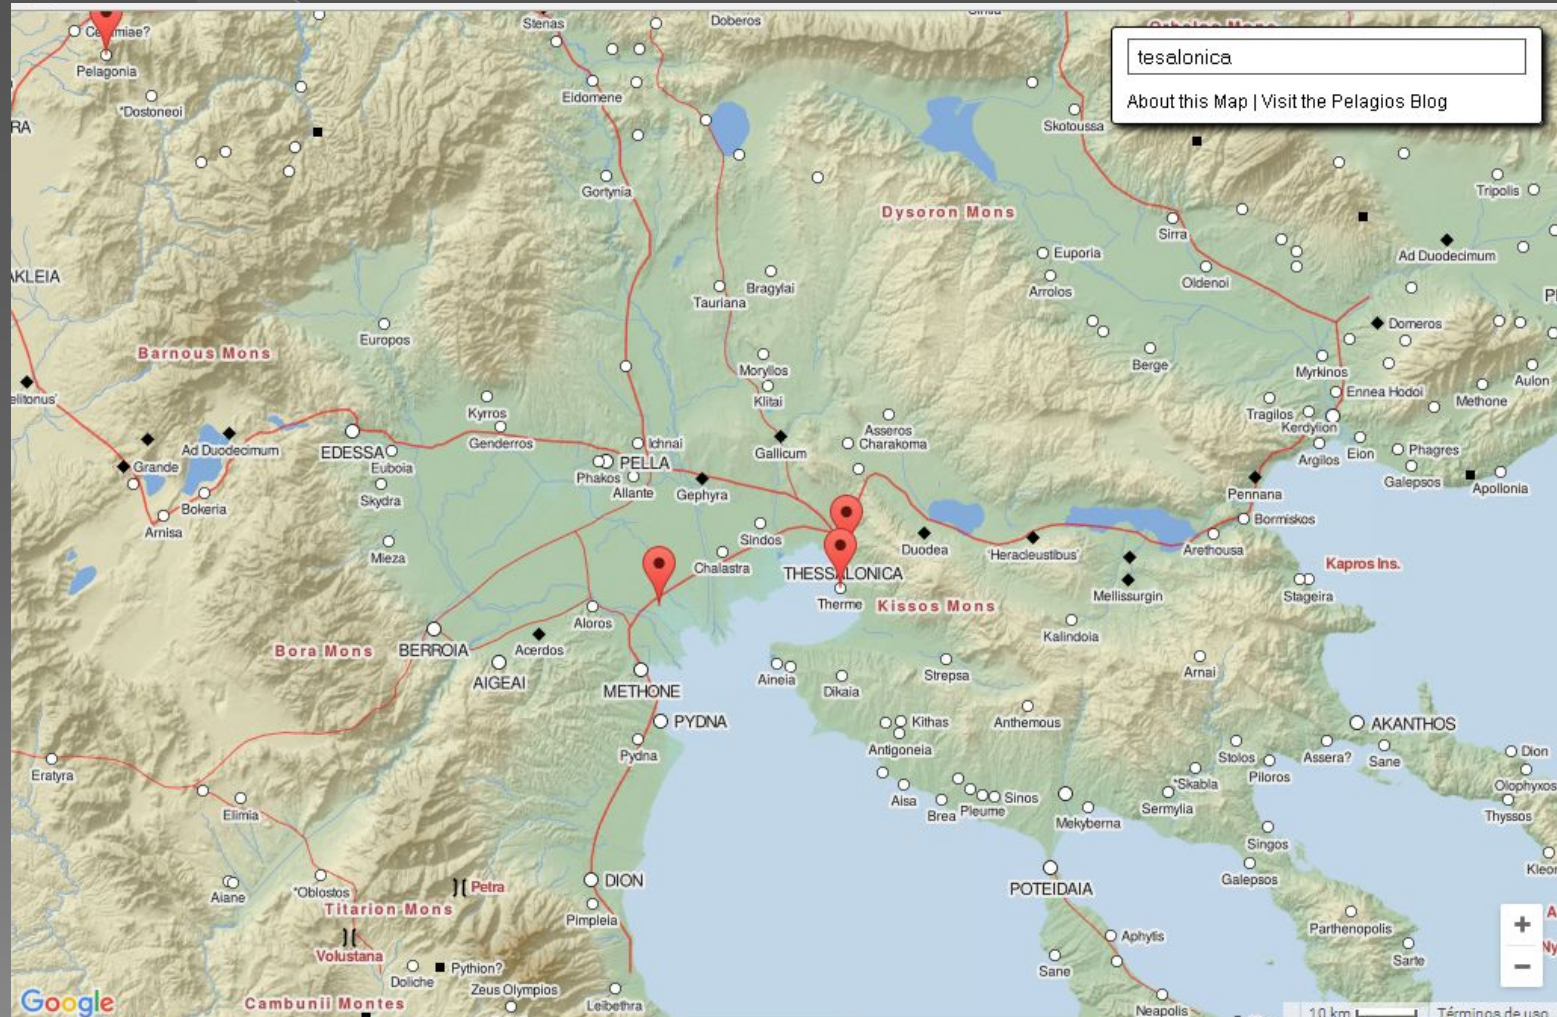 tesalonica
About this Map | Visit the Pelagios Blog
Pelagonia
*Dostoneoi
Stenas
Doberos
Eidomene
Skotoussa
Gortynia
Tripolis
Dysoron Mons
Sirra
Ad Duodecimum
Euporia
Arrolos
Oldenoi
AKLEIA
Tauriana
Bragylai
Europos
Domeros
Barnous Mons
Berge
Moryllos
Klitai
Myrkinos
Aulon
elitonus'
Ennea Hodoi
Methone
Kyrros
Genderros
Tragilos
Kerdylion
Asseros
Charakoma
Ad Duodecimum
EDESSA
Ichnai
Gallicum
Argilos
Eion
Phagres
Grande
Euboia
PELLA
Phakos
Allante
Gephyra
Galepsos
Apollonia
Skydra
Pennana
Bokeria
Arnisa
Bormiskos
Sindos
Mieza
Duodea
'Heracleustibus'
Arethousa
Chalastra
THESSALONICA
Kapros Ins.
Therme
Kissos Mons
Mellissurgin
Stageira
Aloros
Kalindoia
Bora Mons
BERROIA
Acerdos
Arnai
AIGEAI
METHONE
Aineia
Dikaia
Strepsa
PYDNA
Kithas
Anthemous
AKANTHOS
Antigoneia
Pydna
Stolos
Assera?
Sane
Dion
Eratyra
Piloros
*Skabla
Olophyxos
Elimia
Aisa
Brea
Pleume
Sinos
Mekyberna
Sermylia
Thyssos
Singos
DION
*Oblostos
Petra
Aiane
POTEIDAIA
Galepsos
Titarion Mons
Pimpleia
Parthenopolis
Volustana
Aphytis
Doliche
Pythion?
Sane
Sarte
Zeus Olympios
Cambunii Montes
Leibethra
Neapolis
Google
10 km
Términos de uso